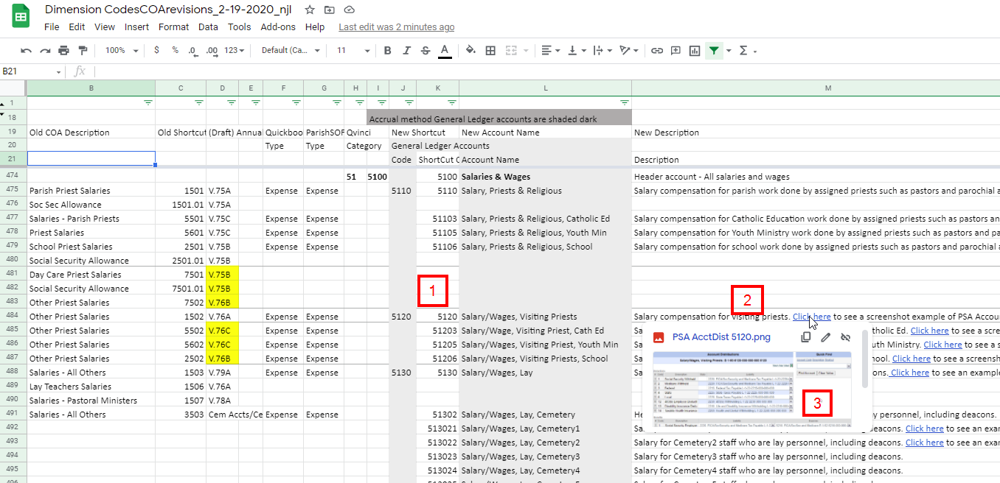 Dimension CodesCOArevisions_2-19-2020_njl
File Edit View Insert Format Data Tools Add-ons Help Last edit was 2 minutes ago
100% $ % .0 .00 123 Default (Ca... 11 B I S A
B21 fx
B C D E F G H I J K L M
1
18 Accrual method General Ledger accounts are shaded dark
19 Old COA Description Old Shortcut (Draft) Annua Quickboo ParishSOF Qvinci New Shortcut New Account Name New Description
20 Type Type Category General Ledger Accounts
21 Code ShortCut C Account Name Description
474 51 5100 5100 Salaries & Wages Header account - All salaries and wages
475 Parish Priest Salaries 1501 V.75A Expense Expense 5110 5110 Salary, Priests & Religious Salary compensation for parish work done by assigned priests such as pastors and parochial a
476 Soc Sec Allowance 1501.01 V.75A
477 Salaries - Parish Priests 5501 V.75C Expense Expense 51103 Salary, Priests & Religious, Catholic Ed Salary compensation for Catholic Education work done by assigned priests such as pastors an
478 Priest Salaries 5601 V.75C Expense Expense 51105 Salary, Priests & Religious, Youth Min Salary compensation for Youth Ministry work done by assigned priests such as pastors and pa
479 School Priest Salaries 2501 V.75B Expense Expense 51106 Salary, Priests & Religious, School Salary compensation for school work done by assigned priests such as pastors and parochial a
480 Social Security Allowance 2501.01 V.75B
481 Day Care Priest Salaries 7501 V.75B
482 Social Security Allowance 7501.01 V.75B
1
483 Other Priest Salaries 7502 V.76B
2
484 Other Priest Salaries 1502 V.76A Expense Expense 5120 5120 Salary/Wages, Visiting Priests Salary compensation for visiting priests. Click here to see a screenshot example of PSA Accou
485 Other Priest Salaries 5502 V.76C Expense Expense 51203 Salary/Wage, Visiting Priest, Cath Ed tholic Ed. Click here to see a scre
PSA AcctDist 5120.png
486 Other Priest Salaries 5602 V.76C Expense Expense 51205 Salary/Wages, Visiting Priest, Youth Min uth Ministry. Click here to see a s
487 Other Priest Salaries 2502 V.76B Expense Expense 51206 Salary/Wages, Visiting Priests, School hool. Click here to see a screensh
Account Distributions Quick Find
488 Salaries - All Others 1503 V.79A Expense Expense 5130 5130 Salary/Wages, Lay ons. Click here to see an example
489 Lay Teachers Salaries 1506 V.76A
490 Salaries - Pastoral Ministers 1507 V.78A
3
491 Salaries - All Others 3503 Cem Accts/Ce Expense Expense 51302 Salary/Wages, Lay, Cemetery He y personnel, including deacons.
492 513021 Salary/Wages, Lay, Cemetery1 Sa deacons. Click here to see an exa
493 513022 Salary/Wages, Lay, Cemetery2 Salary for Cemetery2 staff who are lay personnel, including deacons. Click here to see an exa
494 513023 Salary/Wages, Lay, Cemetery3 Salary for Cemetery3 staff who are lay personnel, including deacons.
495 513024 Salary/Wages, Lay, Cemetery4 Salary for Cemetery4 staff who are lay personnel, including deacons.